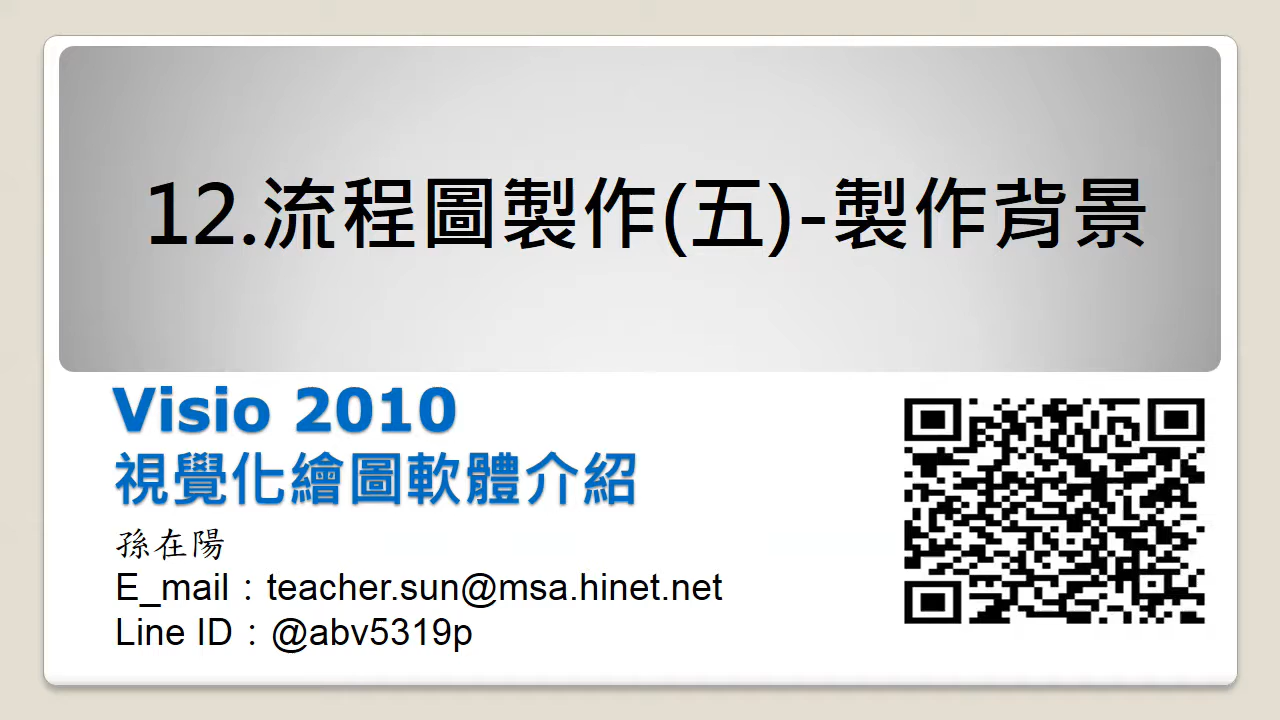 12.流程圖製作(五)-製作背景
Visio 2010
視覺化繪圖軟體介紹
孫在陽
E_mail：teacher.sun@msa.hinet.net
Line ID：@abv5319p